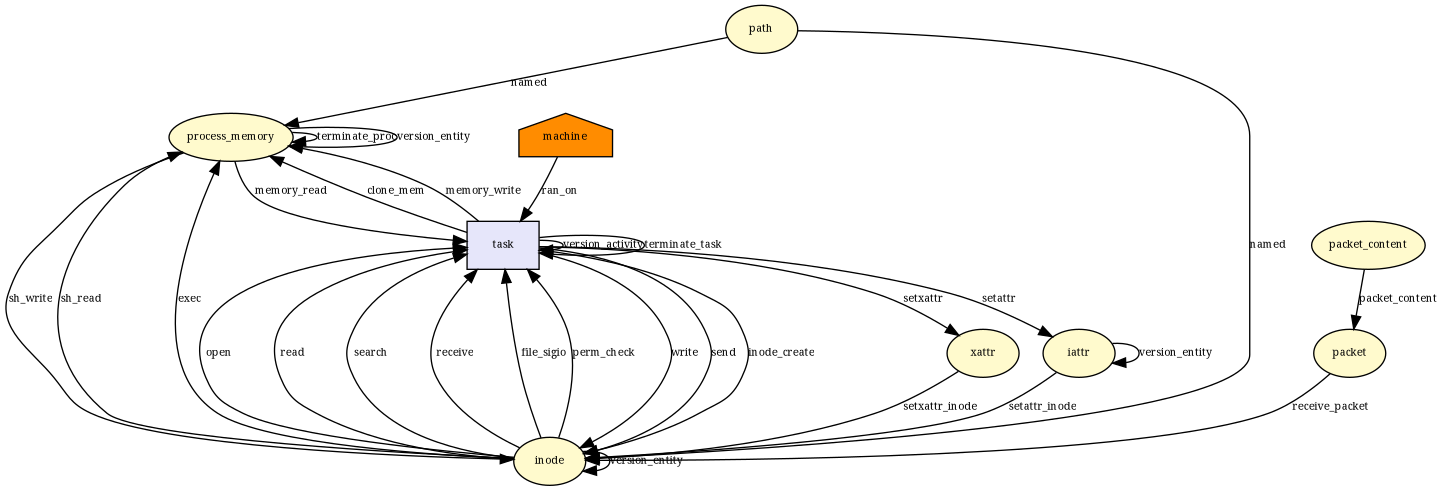 path
named
process_memory
terminate_proc
version_entity
machine
memory_read
clone_mem
memory_write
ran_on
task
version_activity
terminate_task
named
packet_content
sh_write
sh_read
exec
setxattr
setattr
packet_content
open
read
search
receive
file_sigio
perm_check
write
send
inode_create
xattr
iattr
version_entity
packet
setxattr_inode
setattr_inode
receive_packet
inode
version_entity